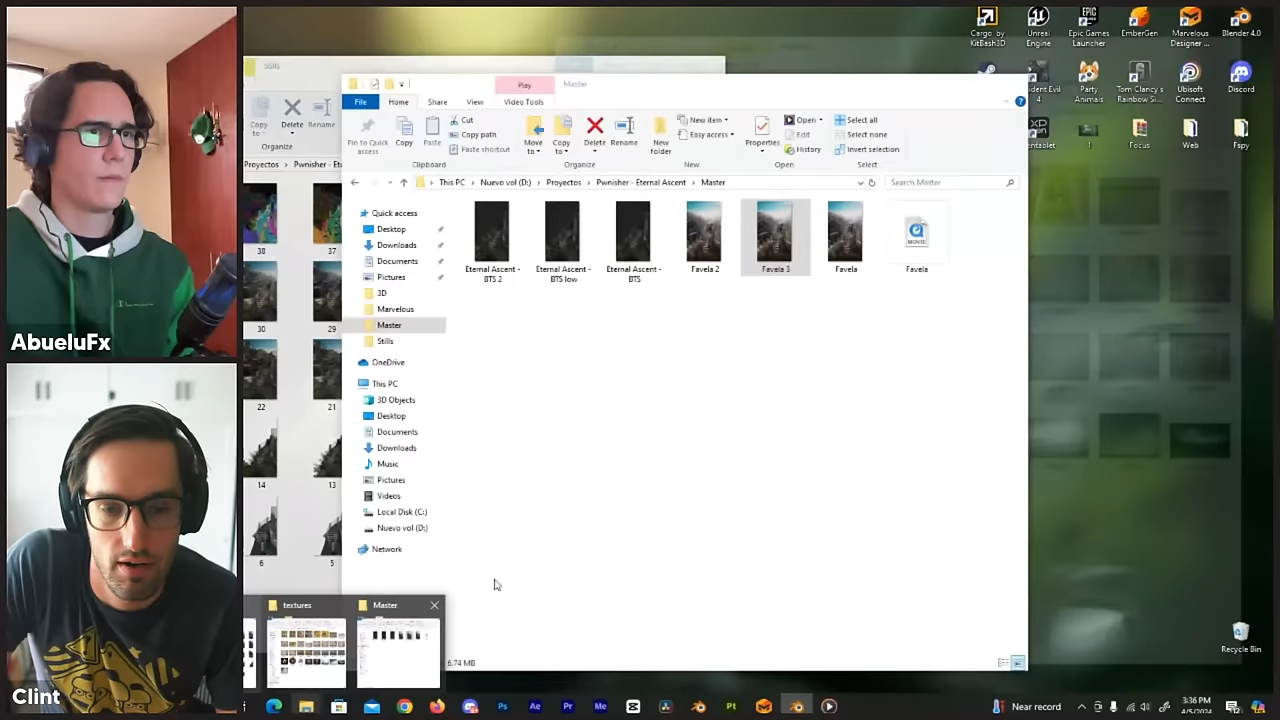 Cargo by KitBash3D
Unreal Engine
Epic Games Launcher
EmberGen
Marvelous Designer ...
Blender 4.0
Party Animals
Tom Clancy's Rainbow Si...
Ubisoft Connect
Discord
Focus
Web
Fspy
Recycle Bin
Play
Master
File
Home
Share
View
Video Tools
Copy to
Delete
Rename
Organize
Pin to Quick access
Copy
Paste
Cut
Copy path
Paste shortcut
Clipboard
Move to
Copy to
Delete
Rename
Organize
New folder
New item
Easy access
New
Properties
Open
Edit
History
Open
Select all
Select none
Invert selection
Select
Proyectos > Pwnisher - Ete
This PC > Nuevo vol (D:) > Proyectos > Pwnisher - Eternal Ascent > Master
Search Master
Quick access
Desktop
Downloads
Documents
Pictures
3D
Marvelous
Master
Stills
OneDrive
This PC
3D Objects
Desktop
Documents
Downloads
Music
Pictures
Videos
Local Disk (C:)
Nuevo vol (D:)
Network
Eternal Ascent - BTS 2
Eternal Ascent - BTS low
Eternal Ascent - BTS
Favela 2
Favela 3
Favela
MOVIE
Favela
38
37
30
29
22
21
14
13
6
5
textures
Master
6.74 MB
Near record
3:36 PM
4/5/2024
AbueluFx
Clint